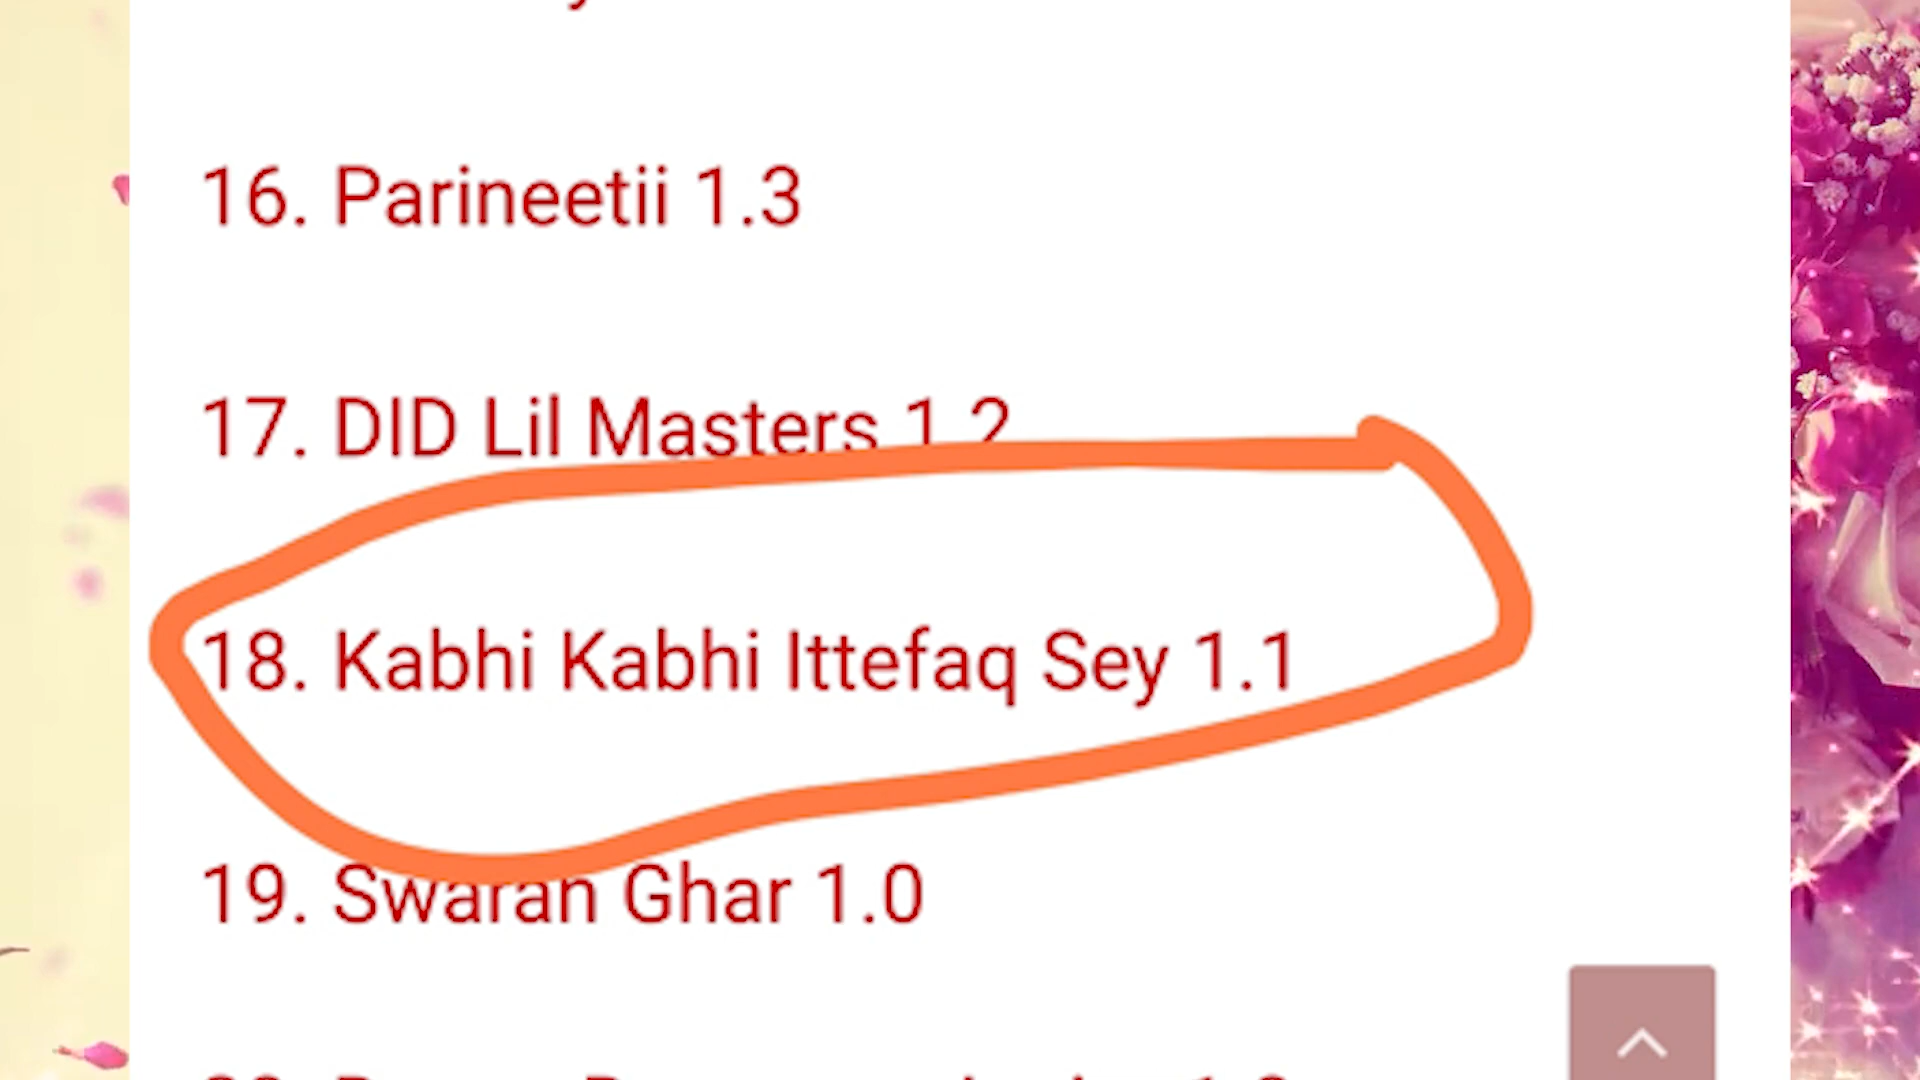 16. Parineetii 1.3
17. DID Lil Masters 1.2
18. Kabhi Kabhi Ittefaq Sey 1.1
19. Swaran Ghar 1.0